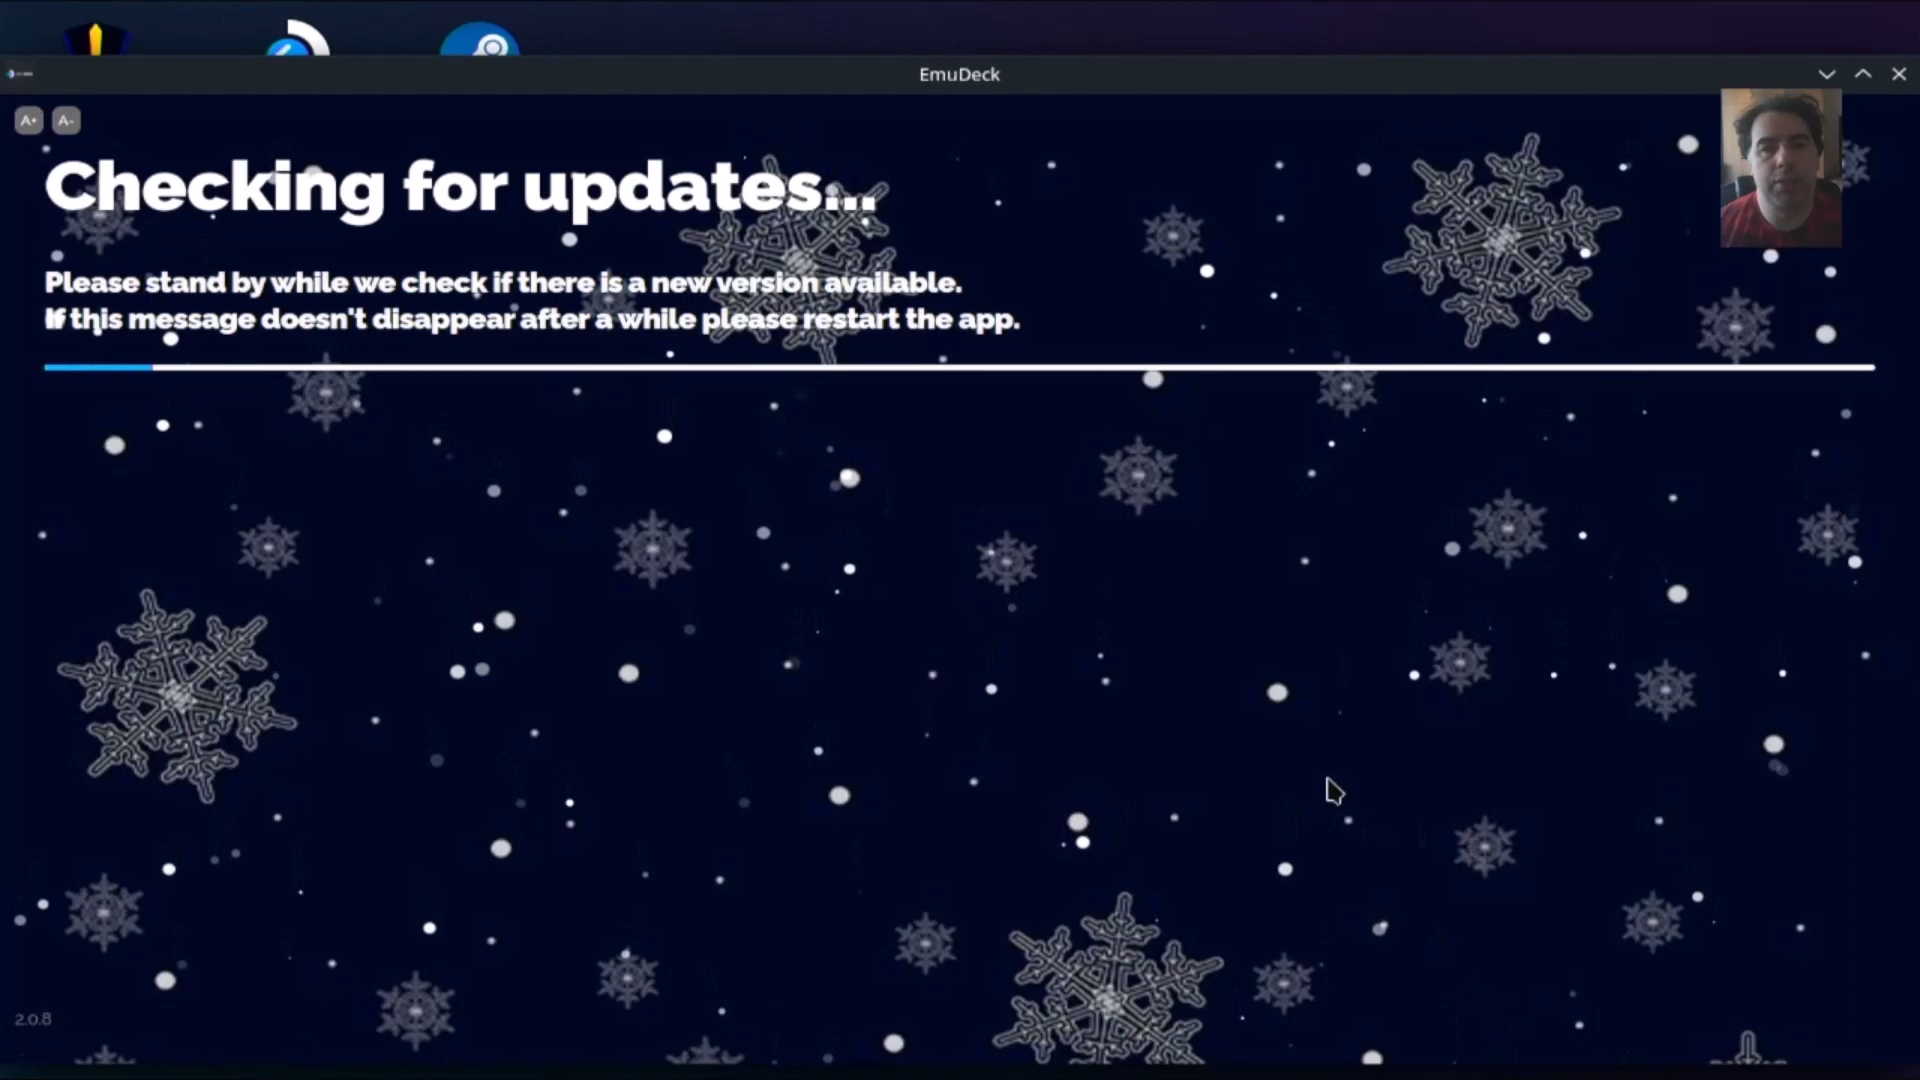 EmuDeck
A+ A-
Checking for updates...
Please stand by while we check if there is a new version available.
If this message doesn't disappear after a while please restart the app.
2.0.8